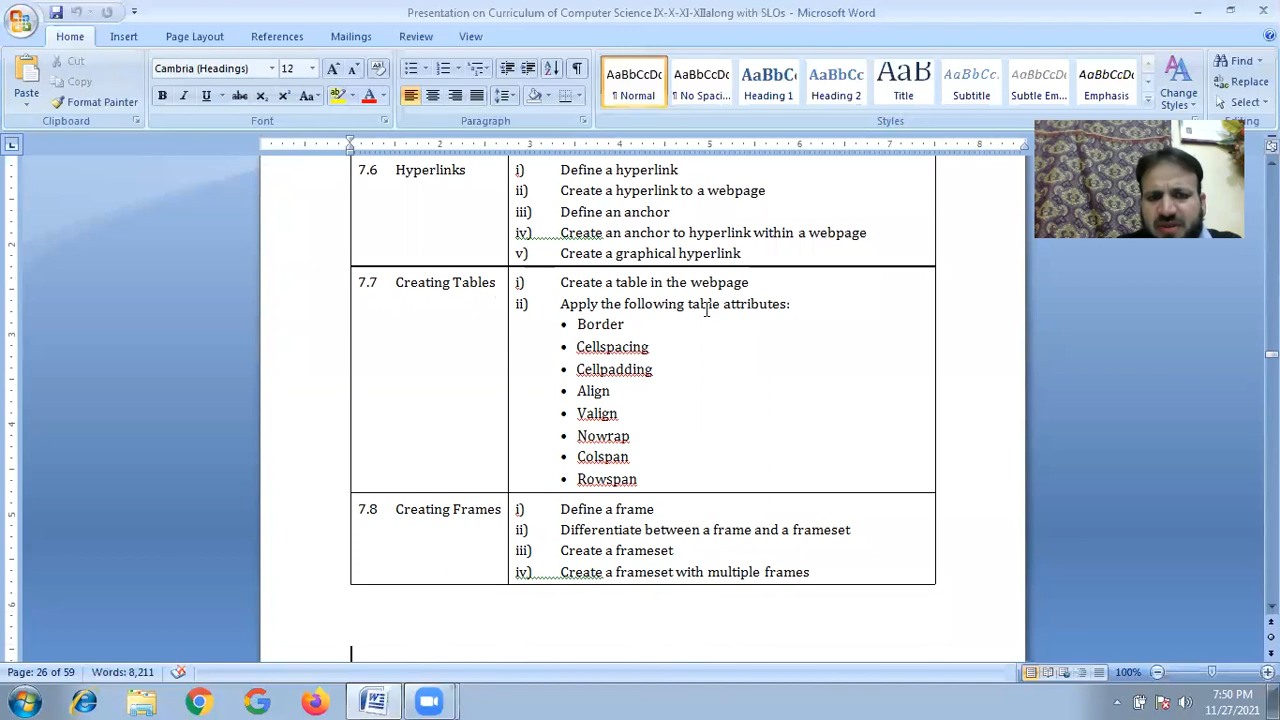 Presentation on Curriculum of Computer Science IX-X-XI-XIIalong with SLOs - Microsoft Word
Home Insert Page Layout References Mailings Review View
Cut
Copy
Format Painter
Paste
Cambria (Headings) 12
AaBbCcDc AaBbCcDc AaBbCc AaBbCc AaB AaBbCc. AaBbCcDc AaBbCcDc
¶ Normal ¶ No Spaci... Heading 1 Heading 2 Title Subtitle Subtle Em... Emphasis
Change Styles
Find
Replace
Select
Clipboard Font Paragraph Styles Editing
7.6 Hyperlinks i) Define a hyperlink
ii) Create a hyperlink to a webpage
iii) Define an anchor
iv) Create an anchor to hyperlink within a webpage
v) Create a graphical hyperlink
7.7 Creating Tables i) Create a table in the webpage
ii) Apply the following table attributes:
• Border
• Cellspacing
• Cellpadding
• Align
• Valign
• Nowrap
• Colspan
• Rowspan
7.8 Creating Frames i) Define a frame
ii) Differentiate between a frame and a frameset
iii) Create a frameset
iv) Create a frameset with multiple frames
Page: 26 of 59 Words: 8,211 100%
7:50 PM
11/27/2021